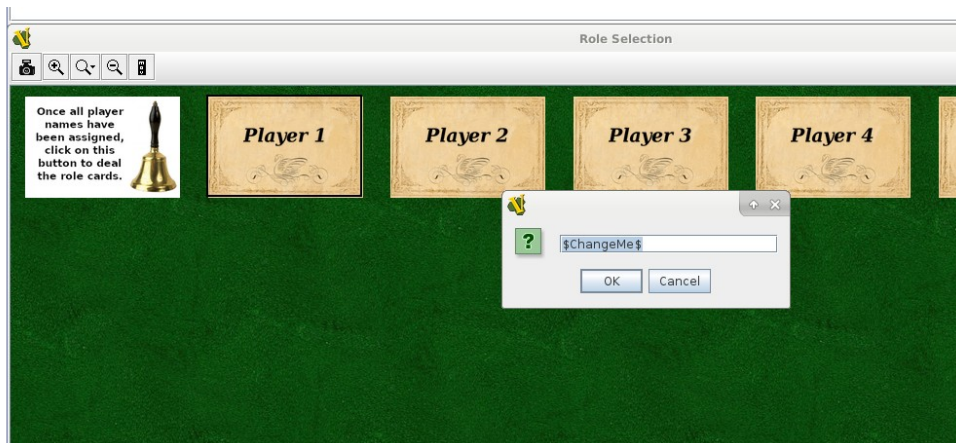 Role Selection
Once all player
names have
been assigned,
click on this
button to deal
the role cards.
Player 1
Player 2
Player 3
Player 4
?
$ChangeMe$
OK
Cancel